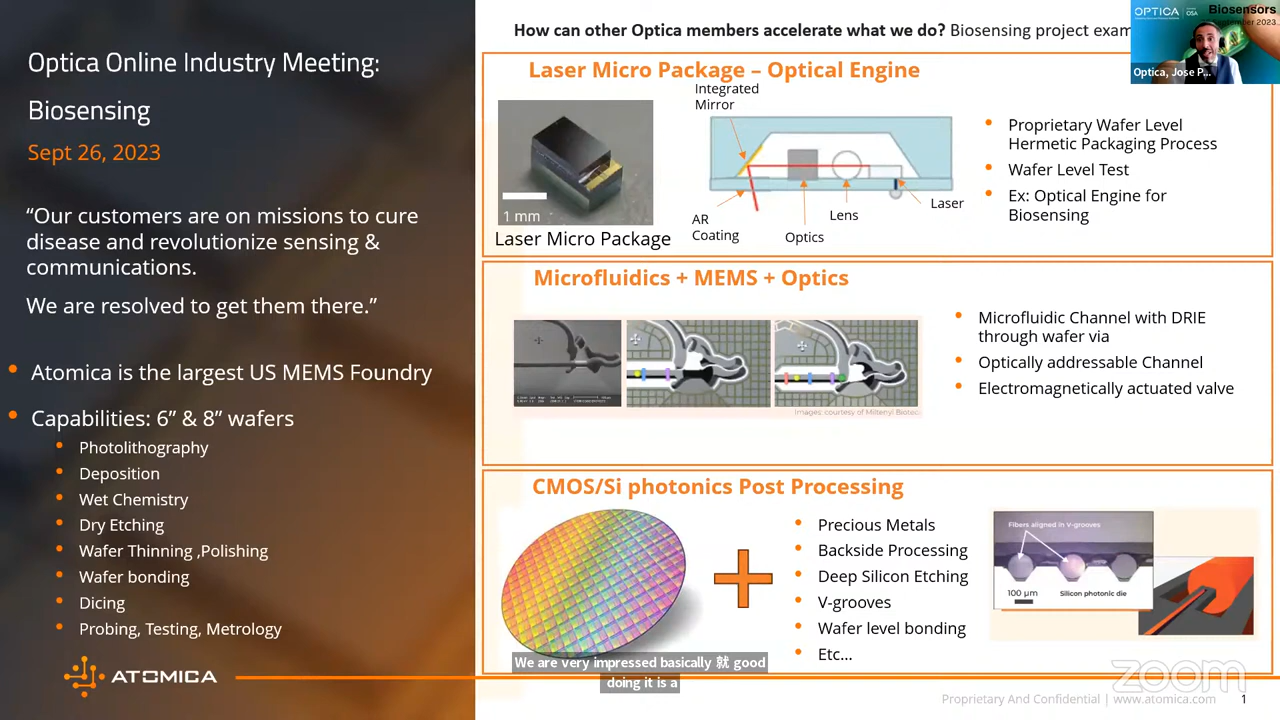 Optica Online Industry Meeting:
Biosensing
Sept 26, 2023
“Our customers are on missions to cure
disease and revolutionize sensing &
communications.
We are resolved to get them there.”
Atomica is the largest US MEMS Foundry
Capabilities: 6” & 8” wafers
Photolithography
Deposition
Wet Chemistry
Dry Etching
Wafer Thinning ,Polishing
Wafer bonding
Dicing
Probing, Testing, Metrology
ATOMICA
How can other Optica members accelerate what we do? Biosensing project exam
Laser Micro Package – Optical Engine
1 mm
Laser Micro Package
Integrated
Mirror
AR
Coating
Optics
Lens
Laser
Proprietary Wafer Level
Hermetic Packaging Process
Wafer Level Test
Ex: Optical Engine for
Biosensing
Microfluidics + MEMS + Optics
Images: courtesy of Miltenyi Biotec
Microfluidic Channel with DRIE
through wafer via
Optically addressable Channel
Electromagnetically actuated valve
CMOS/Si photonics Post Processing
Precious Metals
Backside Processing
Deep Silicon Etching
V-grooves
Wafer level bonding
Etc...
Fibers aligned in V-grooves
100 µm
Silicon photonic die
We are very impressed basically 就 good
doing it is a
Proprietary And Confidential | www.atomica.com 1
zoom
OPTICA
Biosensors
September 2023
Optica, Jose P...